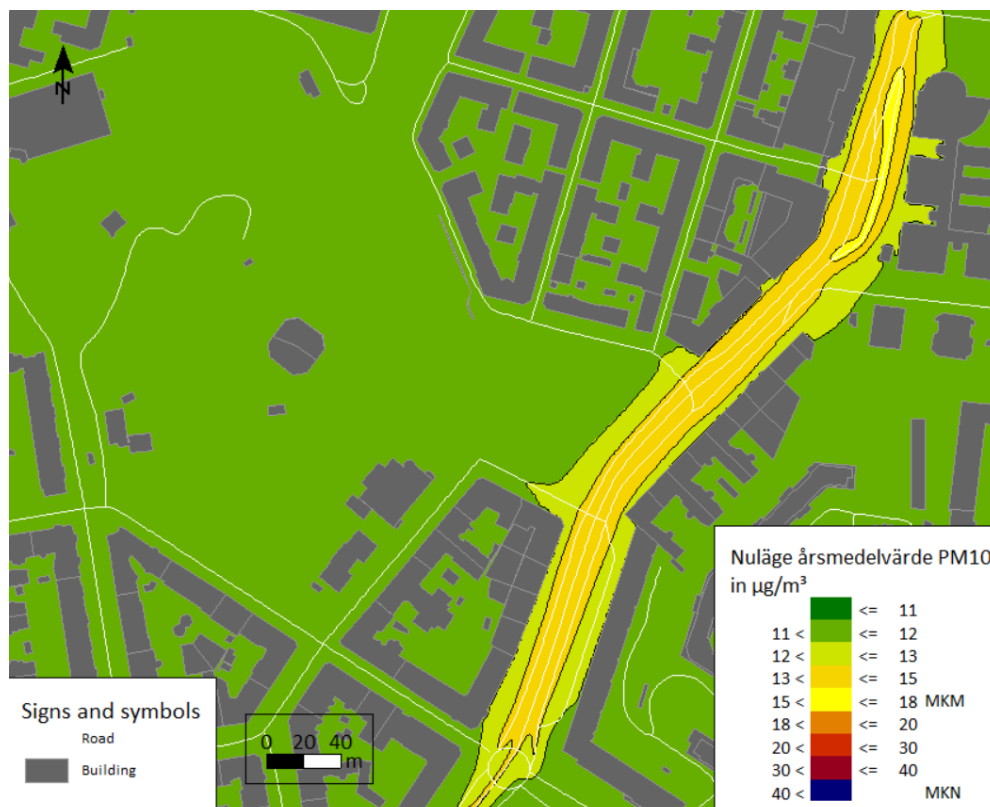 N
Signs and symbols
Road
Building
0 20 40
m
Nuläge årsmedelvärde PM10
in µg/m³
<= 11
11 < <= 12
12 < <= 13
13 < <= 15
15 < <= 18 MKM
18 < <= 20
20 < <= 30
30 < <= 40
40 < MKN